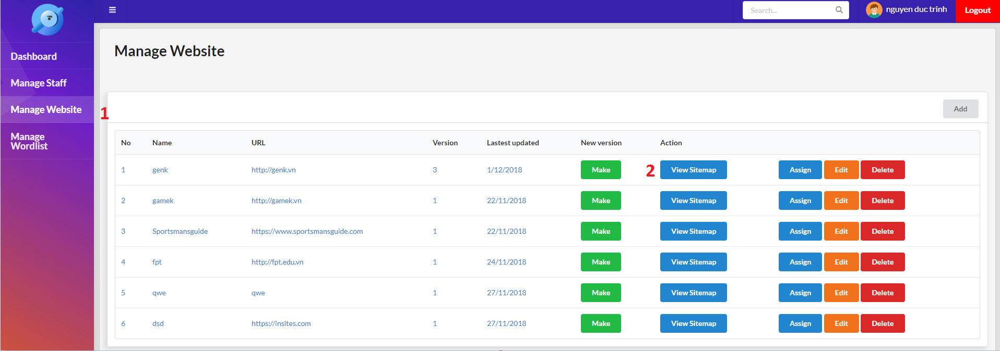 Search...
nguyen duc trinh
Logout
Dashboard
Manage Staff
Manage Website
Manage
Wordlist
Manage Website
1
Add
No Name URL Version Lastest updated New version Action
1 genk http://genk.vn 3 1/12/2018 Make 2 View Sitemap Assign Edit Delete
2 gamek http://gamek.vn 1 22/11/2018 Make View Sitemap Assign Edit Delete
3 Sportsmansguide https://www.sportsmansguide.com 1 22/11/2018 Make View Sitemap Assign Edit Delete
4 fpt http://fpt.edu.vn 1 24/11/2018 Make View Sitemap Assign Edit Delete
5 qwe qwe 1 27/11/2018 Make View Sitemap Assign Edit Delete
6 dsd https://insites.com 1 27/11/2018 Make View Sitemap Assign Edit Delete